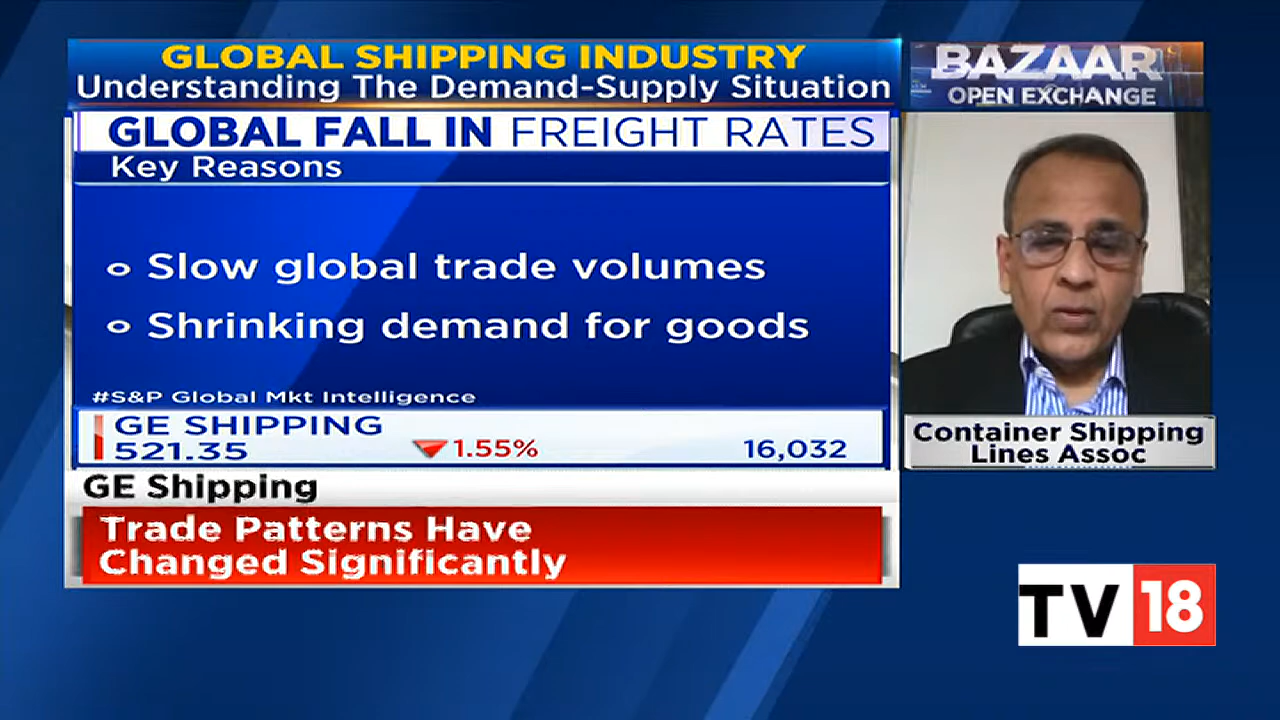 GLOBAL SHIPPING INDUSTRY
Understanding The Demand-Supply Situation
GLOBAL FALL IN FREIGHT RATES
Key Reasons
Slow global trade volumes
Shrinking demand for goods
#S&P Global Mkt Intelligence
GE SHIPPING
521.35 1.55% 16,032
GE Shipping
Trade Patterns Have
Changed Significantly
BAZAAR
OPEN EXCHANGE
Container Shipping
Lines Assoc
TV18